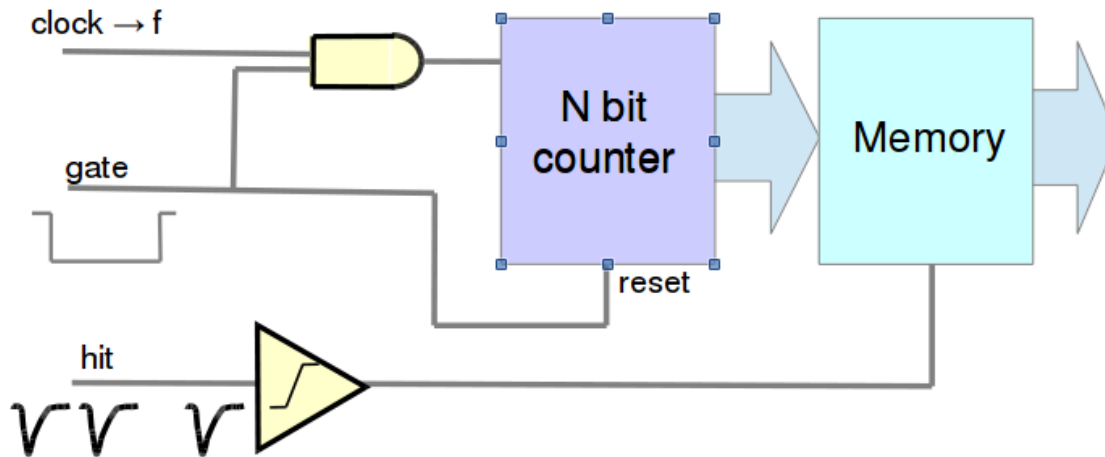 clock → f
N bit
counter
Memory
gate
reset
hit